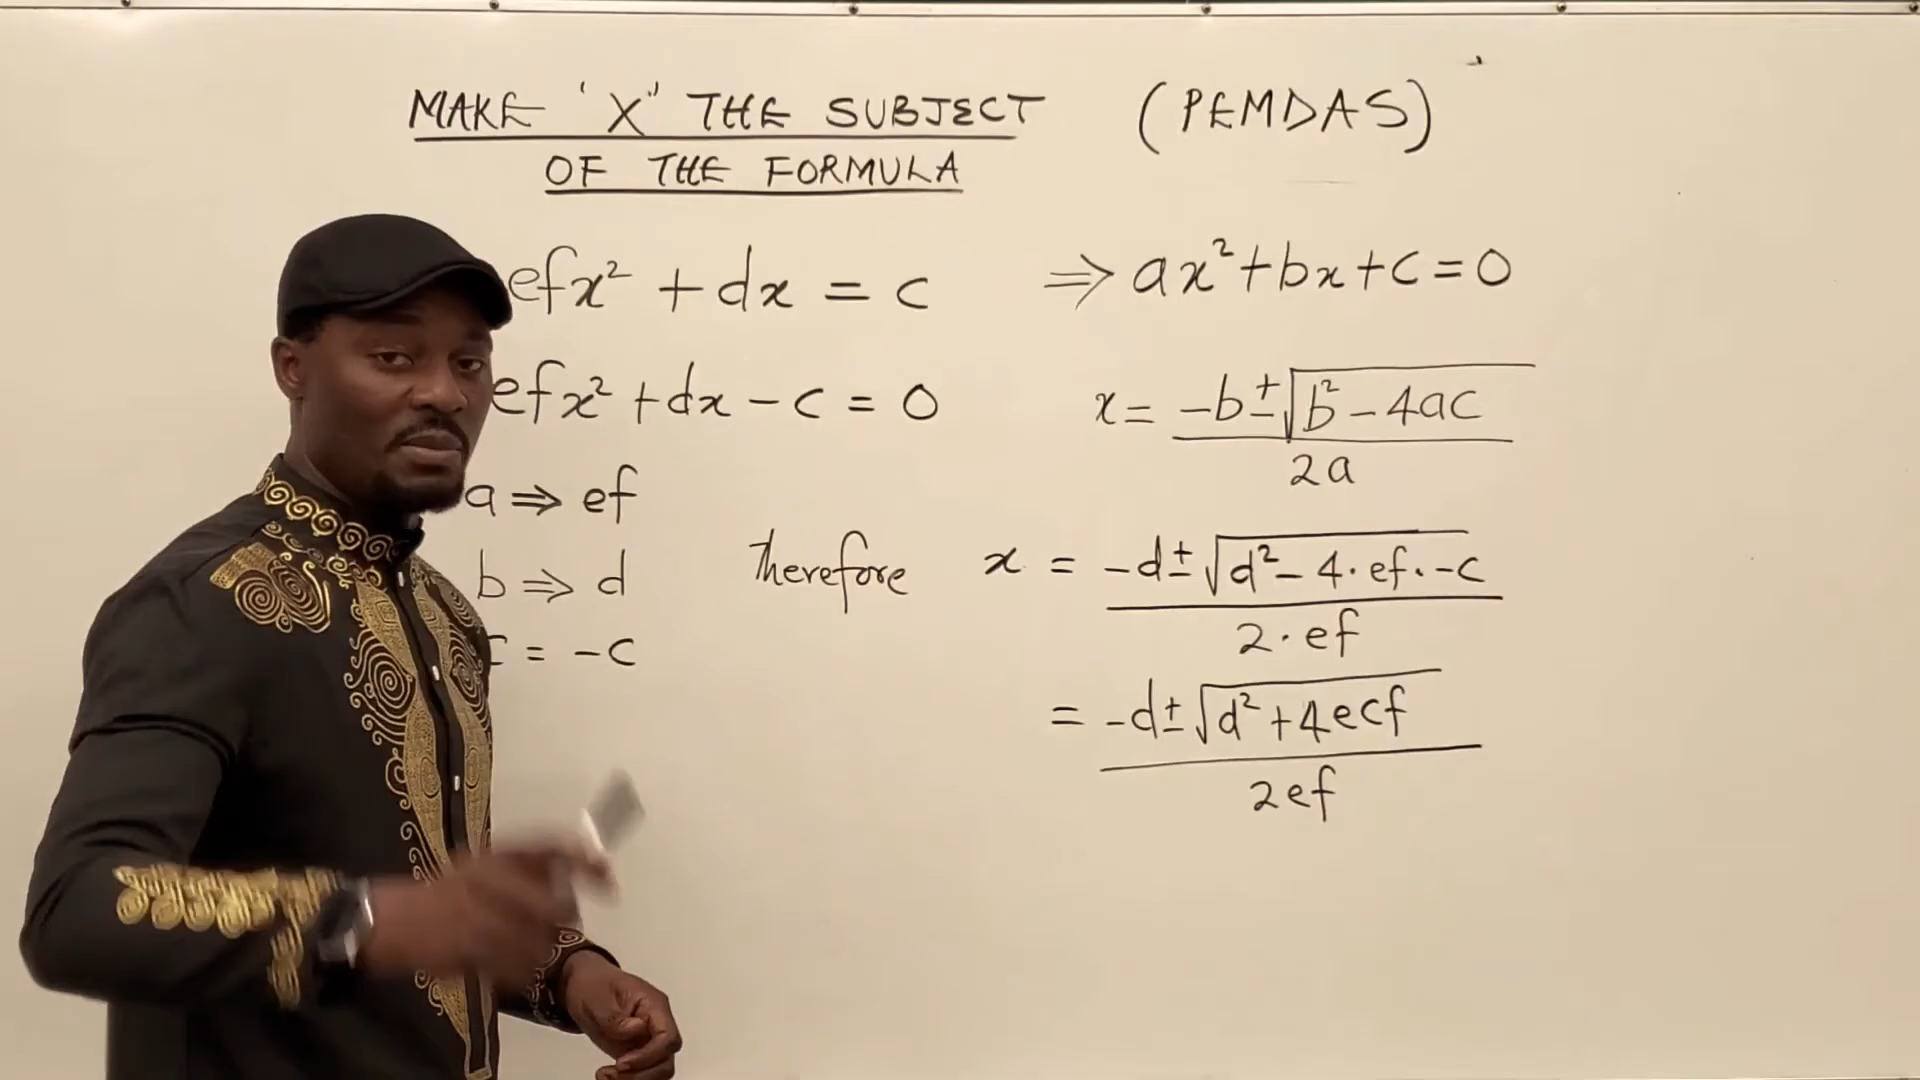 MAKE 'X" THE SUBJECT (PEMDAS)
OF THE FORMULA
efx² + dx = c ⇒ ax²+bx+c=0
efx² + dx - c = 0 x = -b±√b²-4ac
2a
a ⇒ ef
b ⇒ d therefore x = -d±√d²-4·ef·-c
2·ef
c = -c
= -d±√d²+4ecf
2ef